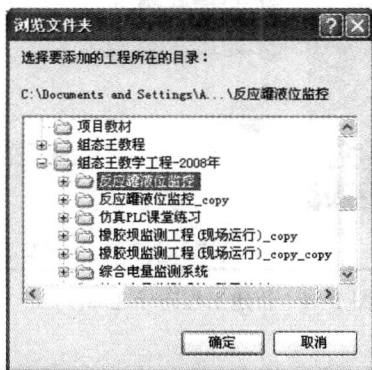 浏览文件夹
选择要添加的工程所在的目录：
C:\Documents and Settings\A...\反应罐液位监控
项目教材
组态王教程
组态王教学工程-2008年
反应罐液位监控
反应罐液位监控_copy
仿真PLC课堂练习
橡胶坝监测工程(现场运行)_copy
橡胶坝监测工程(现场运行)_copy_copy
综合电量监测系统
确定
取消